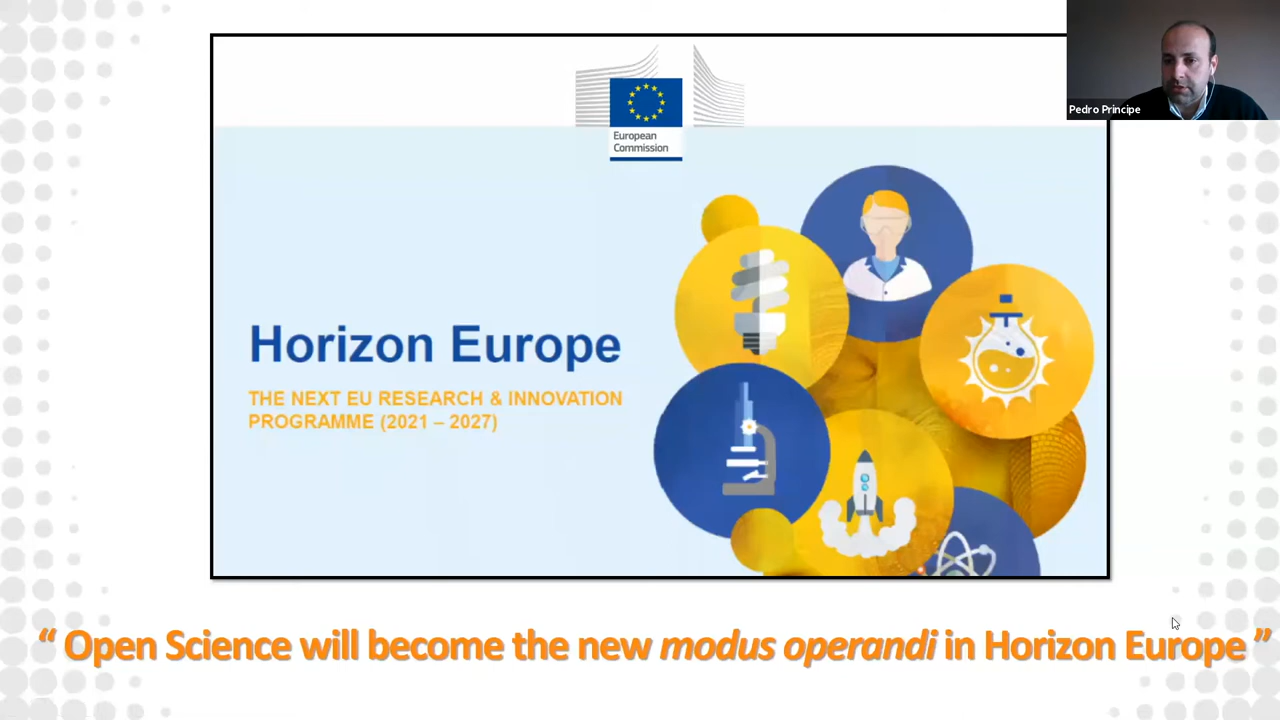 Pedro Príncipe
European
Commission
Horizon Europe
THE NEXT EU RESEARCH & INNOVATION
PROGRAMME (2021 – 2027)
“ Open Science will become the new modus operandi in Horizon Europe ”